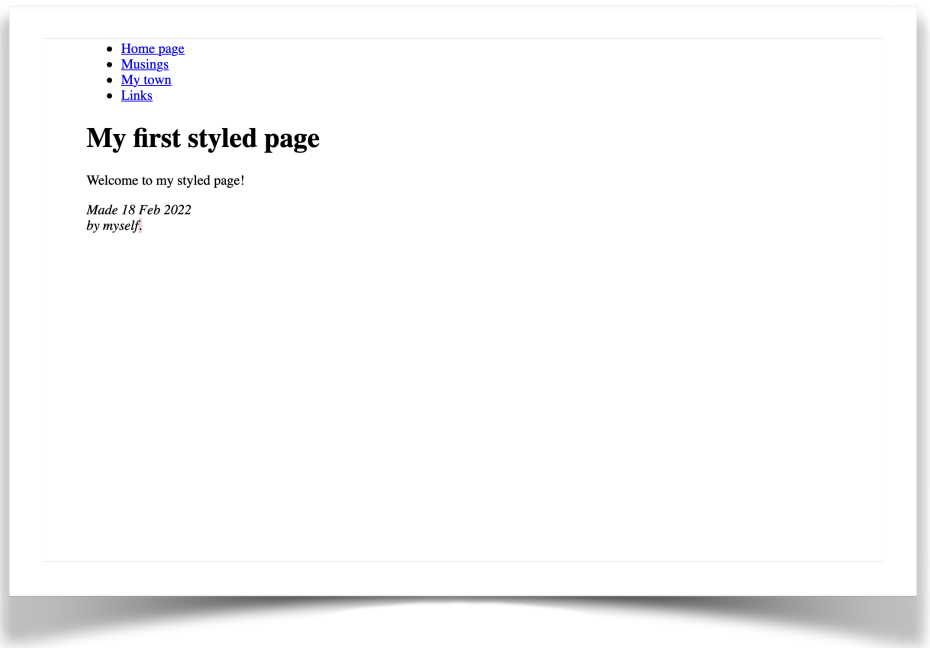 Home page
Musings
My town
Links
My first styled page
Welcome to my styled page!
Made 18 Feb 2022
by myself.